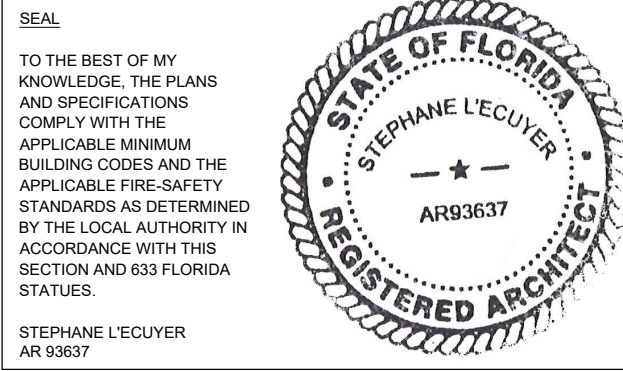 SEAL
TO THE BEST OF MY
KNOWLEDGE, THE PLANS
AND SPECIFICATIONS
COMPLY WITH THE
APPLICABLE MINIMUM
BUILDING CODES AND THE
APPLICABLE FIRE-SAFETY
STANDARDS AS DETERMINED
BY THE LOCAL AUTHORITY IN
ACCORDANCE WITH THIS
SECTION AND 633 FLORIDA
STATUES.
STEPHANE L'ECUYER
AR 93637
STATE OF FLORIDA
STEPHANE L'ECUYER
AR93637
REGISTERED ARCHITECT